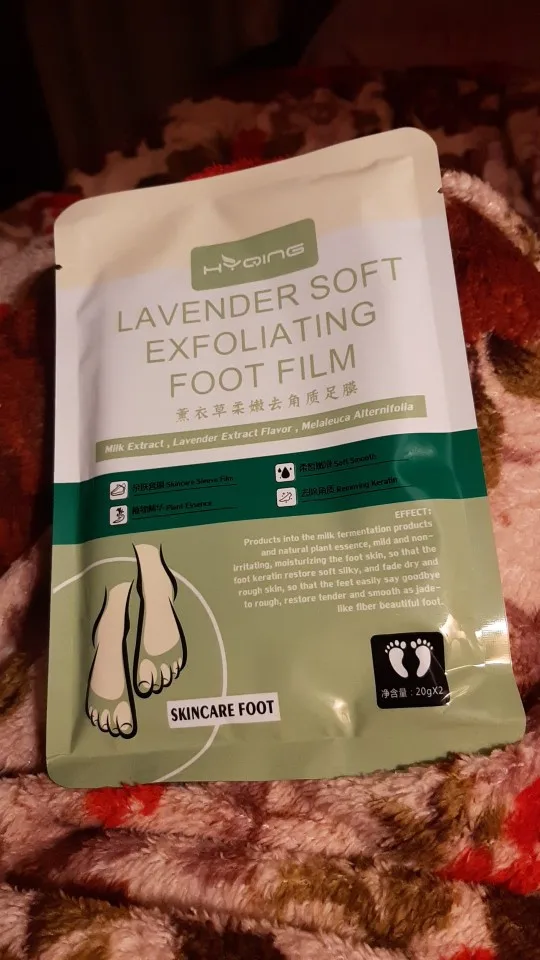 HYQING
LAVENDER SOFT
EXFOLIATING
FOOT FILM
薰衣草柔嫩去角质足膜
Milk Extract , Lavender Extract Flavor , Melaleuca Alternifolia
Skincare Sleeve Film
Soft Smooth
Plant Essence
Removing Keratin
EFFECT:
Products into the milk fermentation products
and natural plant essence, mild and non-
irritating, moisturizing the foot skin, so that the
foot keratin restore soft silky, and fade dry and
rough skin, so that the feet easily say goodbye
to rough, restore tender and smooth as jade-
like fiber beautiful foot.
净含量：20gX2
SKINCARE FOOT